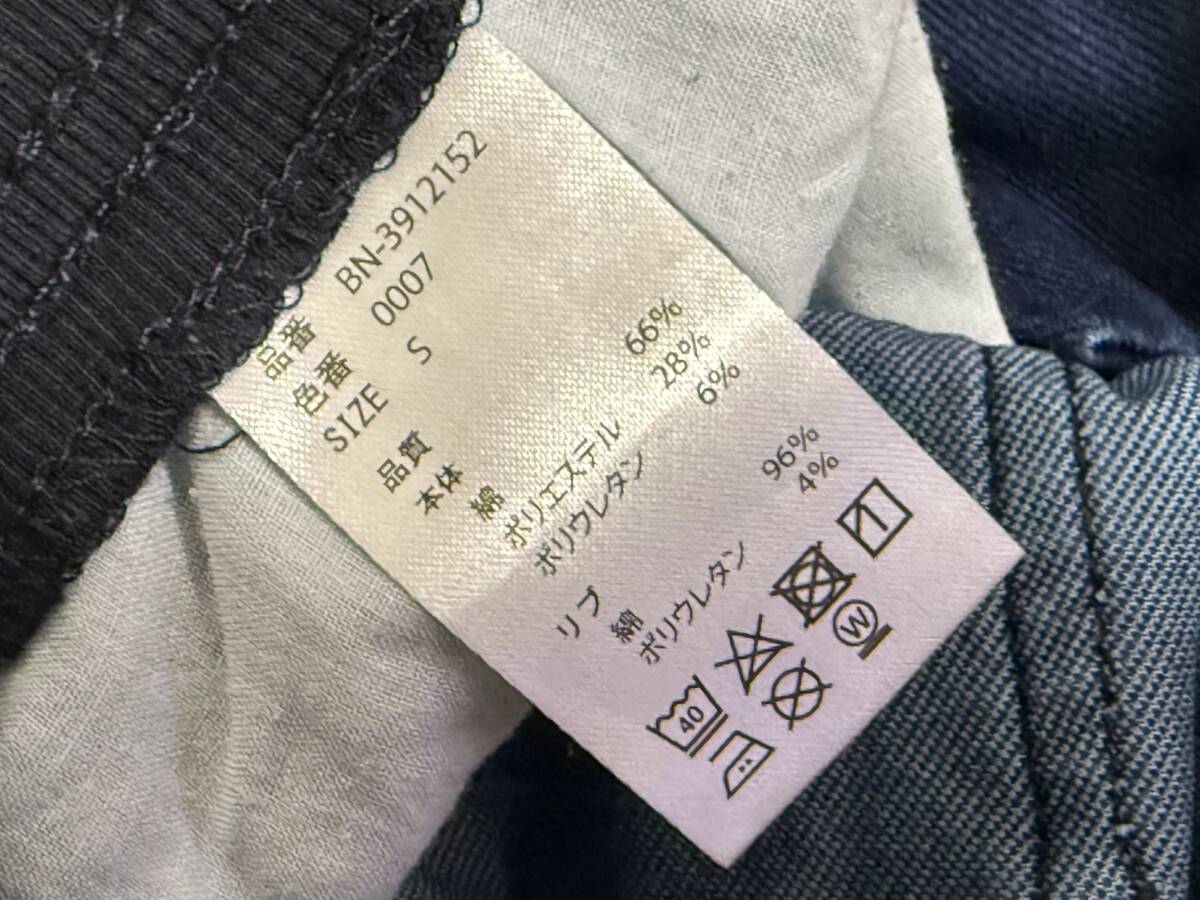 品番 BN-3912152
色番 0007
SIZE S
品質
本体
綿 66%
ポリエステル 28%
ポリウレタン 6%
リブ
綿 96%
ポリウレタン 4%
40
W